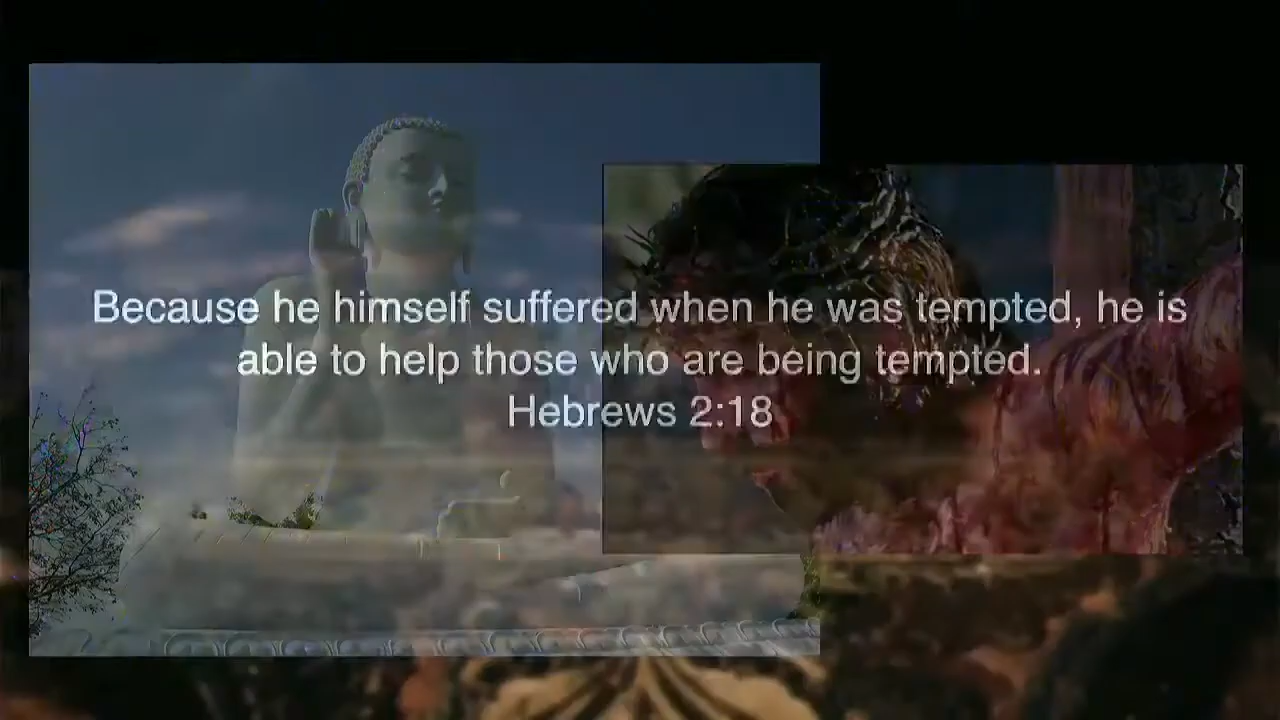 Because he himself suffered when he was tempted, he is
able to help those who are being tempted.
Hebrews 2:18